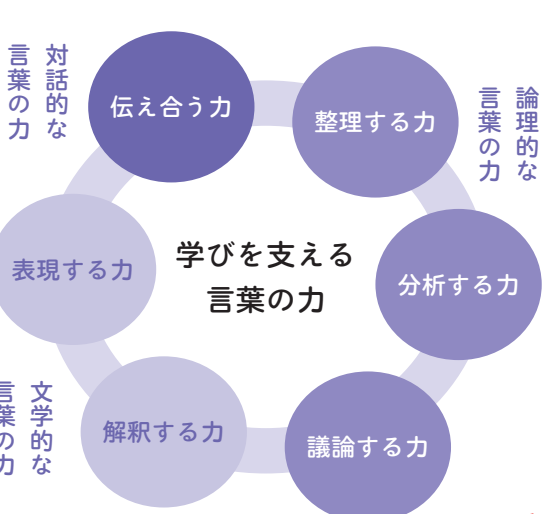 対話的な
言葉の力
伝え合う力
整理する力
論理的な
言葉の力
表現する力
学びを支える
言葉の力
分析する力
文学的な
言葉の力
解釈する力
議論する力